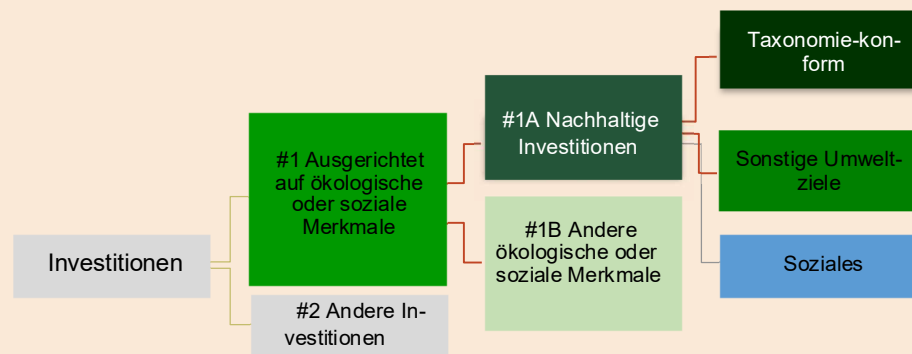 Investitionen
#1 Ausgerichtet
auf ökologische
oder soziale
Merkmale
#2 Andere In-
vestitionen
#1A Nachhaltige
Investitionen
#1B Andere
ökologische oder
soziale Merkmale
Taxonomie-kon-
form
Sonstige Umwelt-
ziele
Soziales